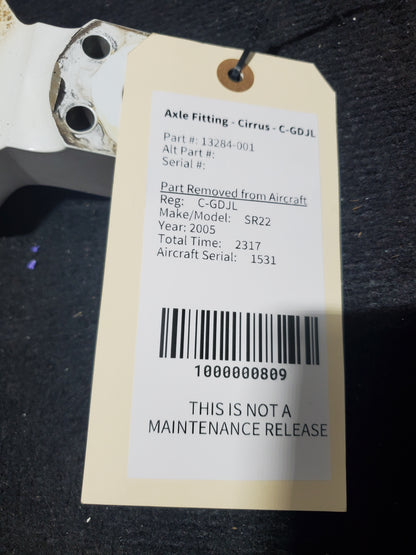 Axle Fitting - Cirrus - C-GDJL
Part #: 13284-001
Alt Part #:
Serial #:
Part Removed from Aircraft
Reg: C-GDJL
Make/Model: SR22
Year: 2005
Total Time: 2317
Aircraft Serial: 1531
1000000809
THIS IS NOT A
MAINTENANCE RELEASE